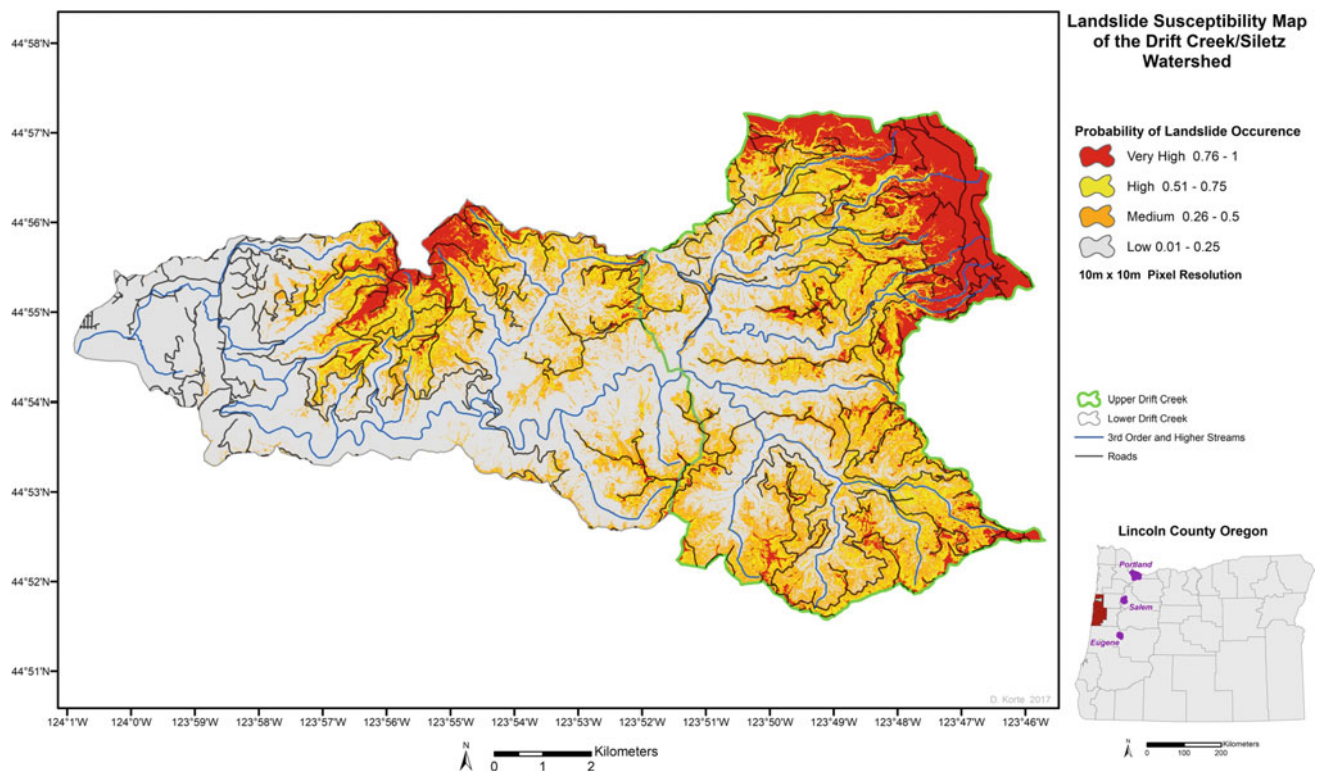 Landslide Susceptibility Map
of the Drift Creek/Siletz
Watershed
Probability of Landslide Occurence
Very High 0.76 - 1
High 0.51 - 0.75
Medium 0.26 - 0.5
Low 0.01 - 0.25
10m x 10m Pixel Resolution
Upper Drift Creek
Lower Drift Creek
3rd Order and Higher Streams
Roads
Lincoln County Oregon
Portland
Salem
Eugene
N
0 100 200
Kilometers
44°58'N
44°57'N
44°56'N
44°55'N
44°54'N
44°53'N
44°52'N
44°51'N
D. Korte 2017
124°1'W 124°0'W 123°59'W 123°58'W 123°57'W 123°56'W 123°55'W 123°54'W 123°53'W 123°52'W 123°51'W 123°50'W 123°49'W 123°48'W 123°47'W 123°46'W
N
Kilometers
0 1 2